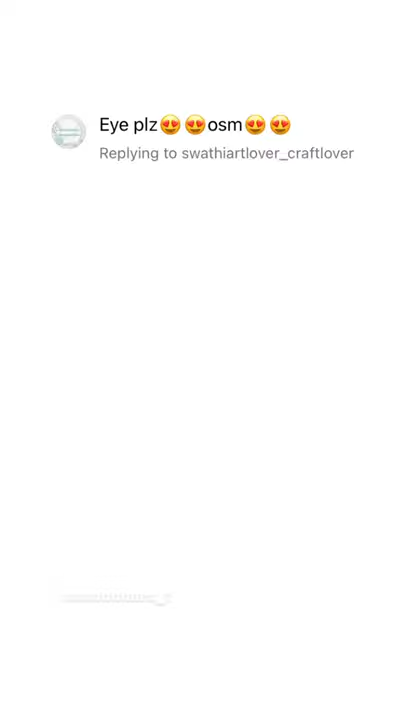 Eye plz😍😍osm😍😍
Replying to swathiartlover_craftlover